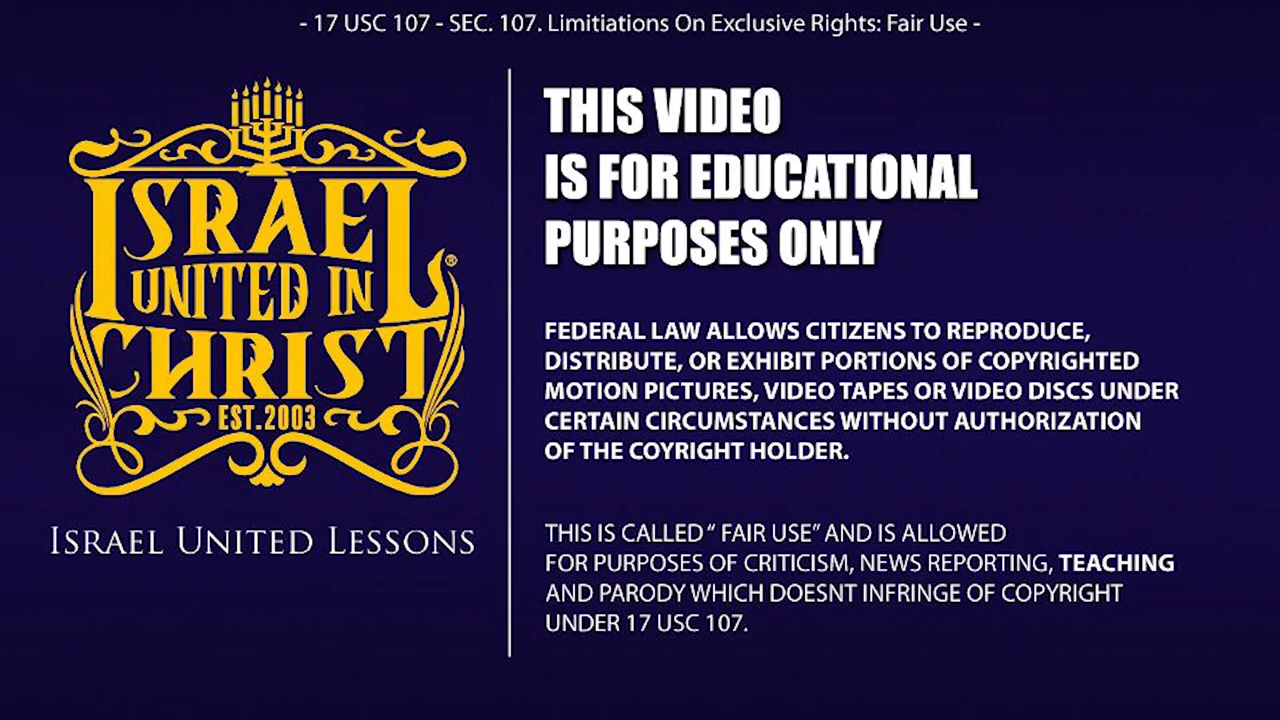 - 17 USC 107 - SEC. 107. Limitiations On Exclusive Rights: Fair Use -
ISRAEL
UNITED IN
CHRIST
®
EST.2003
ISRAEL UNITED LESSONS
THIS VIDEO
IS FOR EDUCATIONAL
PURPOSES ONLY
FEDERAL LAW ALLOWS CITIZENS TO REPRODUCE,
DISTRIBUTE, OR EXHIBIT PORTIONS OF COPYRIGHTED
MOTION PICTURES, VIDEO TAPES OR VIDEO DISCS UNDER
CERTAIN CIRCUMSTANCES WITHOUT AUTHORIZATION
OF THE COYRIGHT HOLDER.
THIS IS CALLED “ FAIR USE” AND IS ALLOWED
FOR PURPOSES OF CRITICISM, NEWS REPORTING, TEACHING
AND PARODY WHICH DOESNT INFRINGE OF COPYRIGHT
UNDER 17 USC 107.